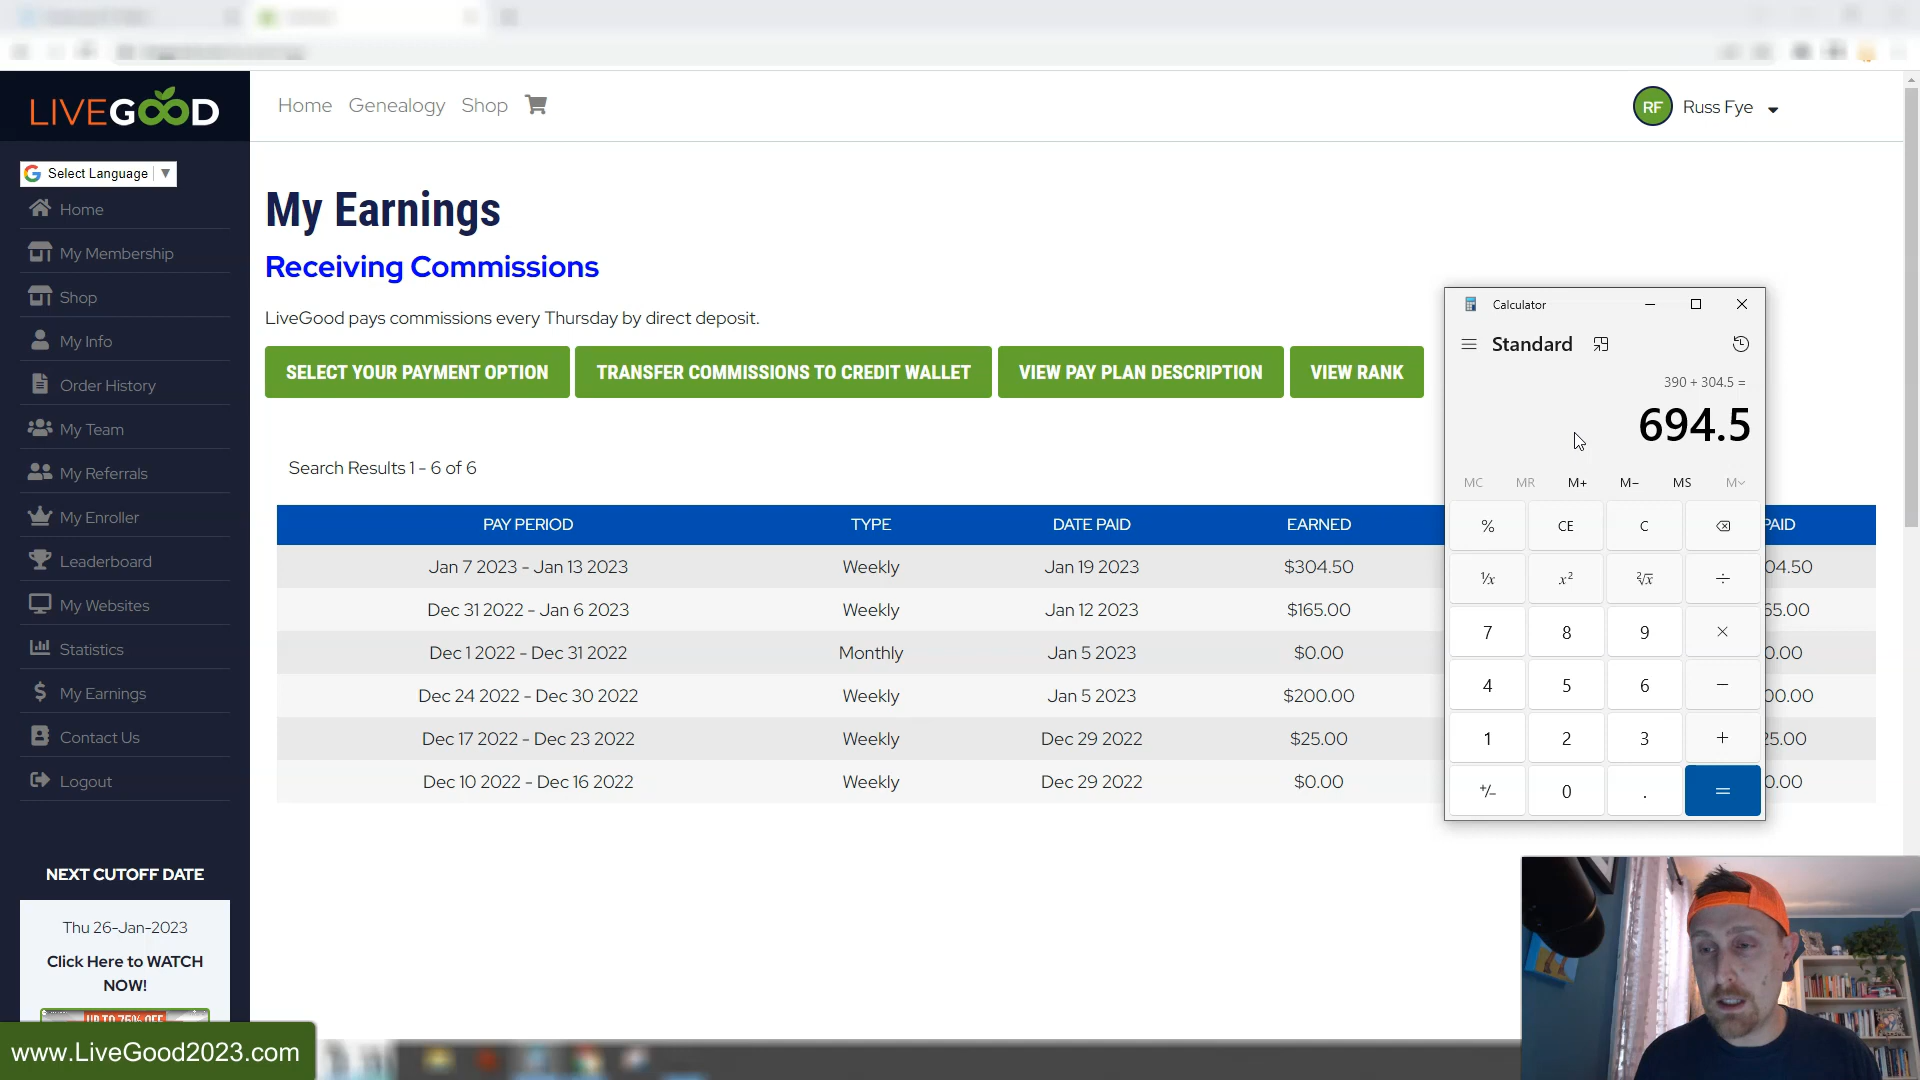 LIVEGOOD
Home Genealogy Shop
RF Russ Fye
Select Language ▼
Home
My Membership
Shop
My Info
Order History
My Team
My Referrals
My Enroller
Leaderboard
My Websites
Statistics
My Earnings
Contact Us
Logout
NEXT CUTOFF DATE
Thu 26-Jan-2023
Click Here to WATCH
NOW!
UP TO 75% OFF
www.LiveGood2023.com
My Earnings
Receiving Commissions
LiveGood pays commissions every Thursday by direct deposit.
SELECT YOUR PAYMENT OPTION TRANSFER COMMISSIONS TO CREDIT WALLET VIEW PAY PLAN DESCRIPTION VIEW RANK
Search Results 1 - 6 of 6
PAY PERIOD TYPE DATE PAID EARNED PAID
Jan 7 2023 - Jan 13 2023 Weekly Jan 19 2023 $304.50 04.50
Dec 31 2022 - Jan 6 2023 Weekly Jan 12 2023 $165.00 65.00
Dec 1 2022 - Dec 31 2022 Monthly Jan 5 2023 $0.00 0.00
Dec 24 2022 - Dec 30 2022 Weekly Jan 5 2023 $200.00 00.00
Dec 17 2022 - Dec 23 2022 Weekly Dec 29 2022 $25.00 25.00
Dec 10 2022 - Dec 16 2022 Weekly Dec 29 2022 $0.00 0.00
Calculator
Standard
390 + 304.5 =
694.5
MC MR M+ M− MS M˅
% CE C
¹/x x² ²√x ÷
7 8 9 ×
4 5 6 −
1 2 3 +
+/− 0 . =